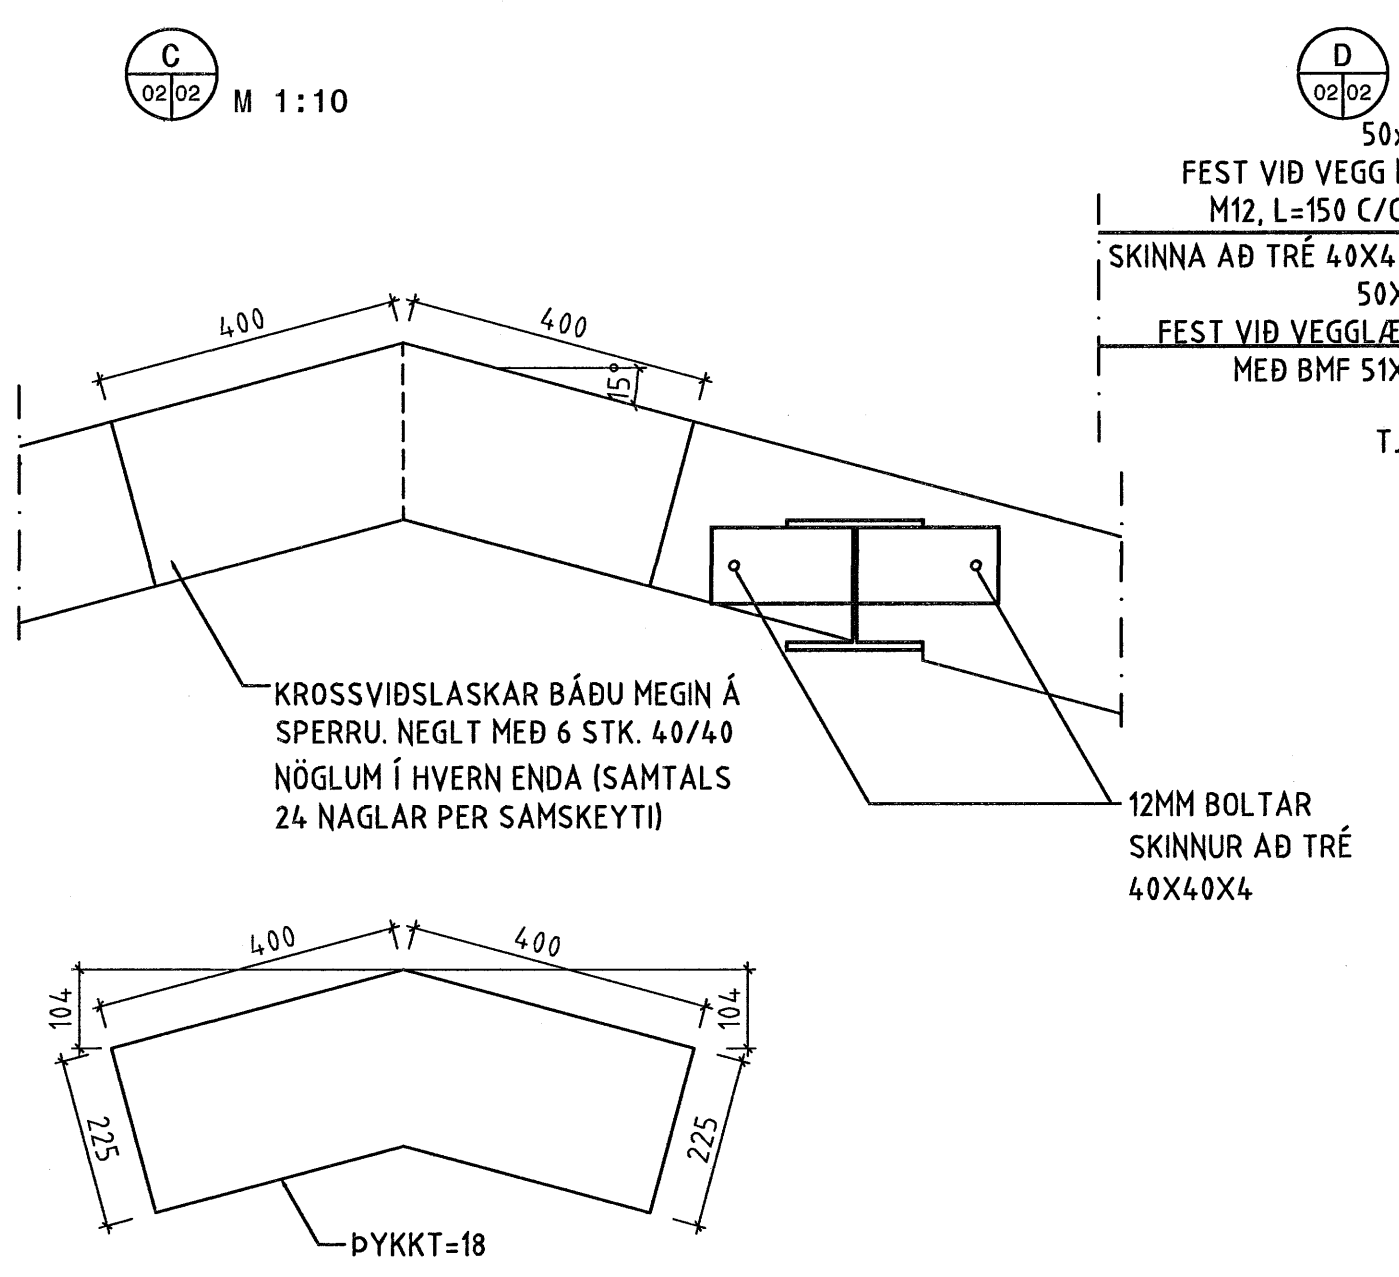 C
02 02
M 1:10
400
400
15°
KROSSVIÐSLASKAR BÁÐU MEGIN Á
SPERRU. NEGLT MEÐ 6 STK. 40/40
NÖGLUM Í HVERN ENDA (SAMTALS
24 NAGLAR PER SAMSKEYTI)
12MM BOLTAR
SKINNUR AÐ TRÉ
40X40X4
400
400
104
104
225
225
ÞYKKT=18
D
02 02
FEST VIÐ VEGG
M12, L=150 C/C
SKINNA AÐ TRÉ 40X4
50X
FEST VIÐ VEGGLÆ
MEÐ BMF 51X